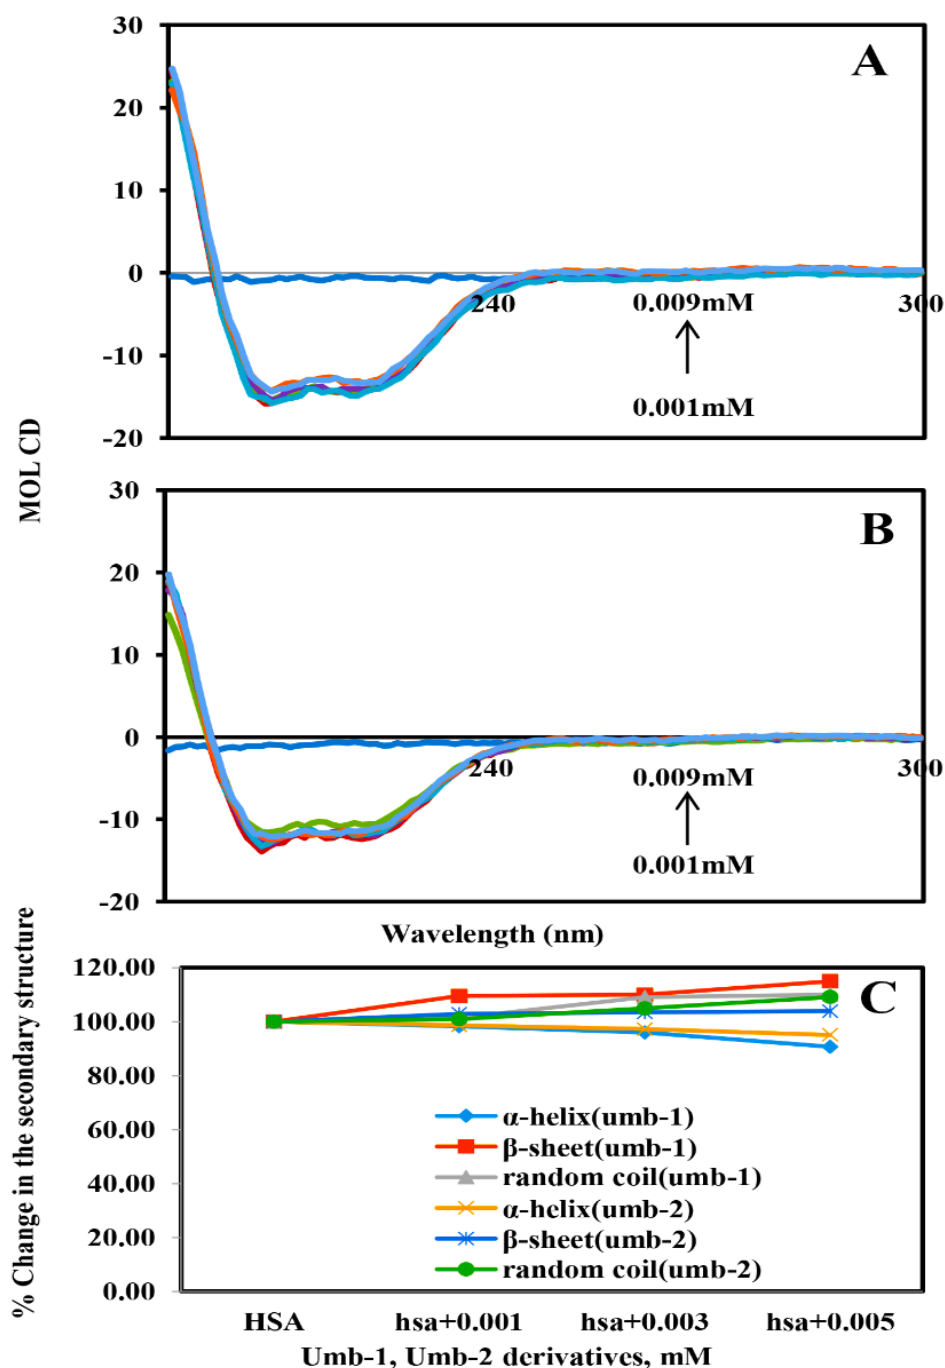 30
A
20
10
0
240
0.009mM
300
-10
0.001mM
-20
MOL CD
30
B
20
10
0
240
0.009mM
300
-10
0.001mM
-20
Wavelength (nm)
% Change in the secondary structure
120.00
C
100.00
80.00
60.00
40.00
20.00
0.00
α-helix(umb-1)
β-sheet(umb-1)
random coil(umb-1)
α-helix(umb-2)
β-sheet(umb-2)
random coil(umb-2)
HSA hsa+0.001 hsa+0.003 hsa+0.005
Umb-1, Umb-2 derivatives, mM